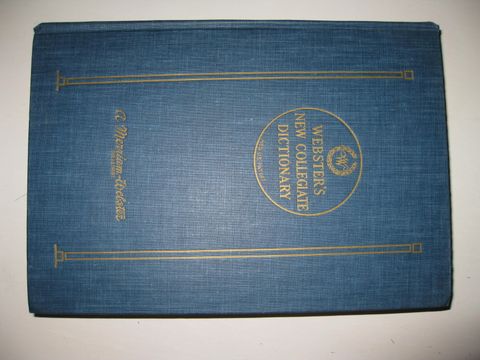 W
WEBSTER'S
NEW COLLEGIATE
DICTIONARY
A Merriam-Webster